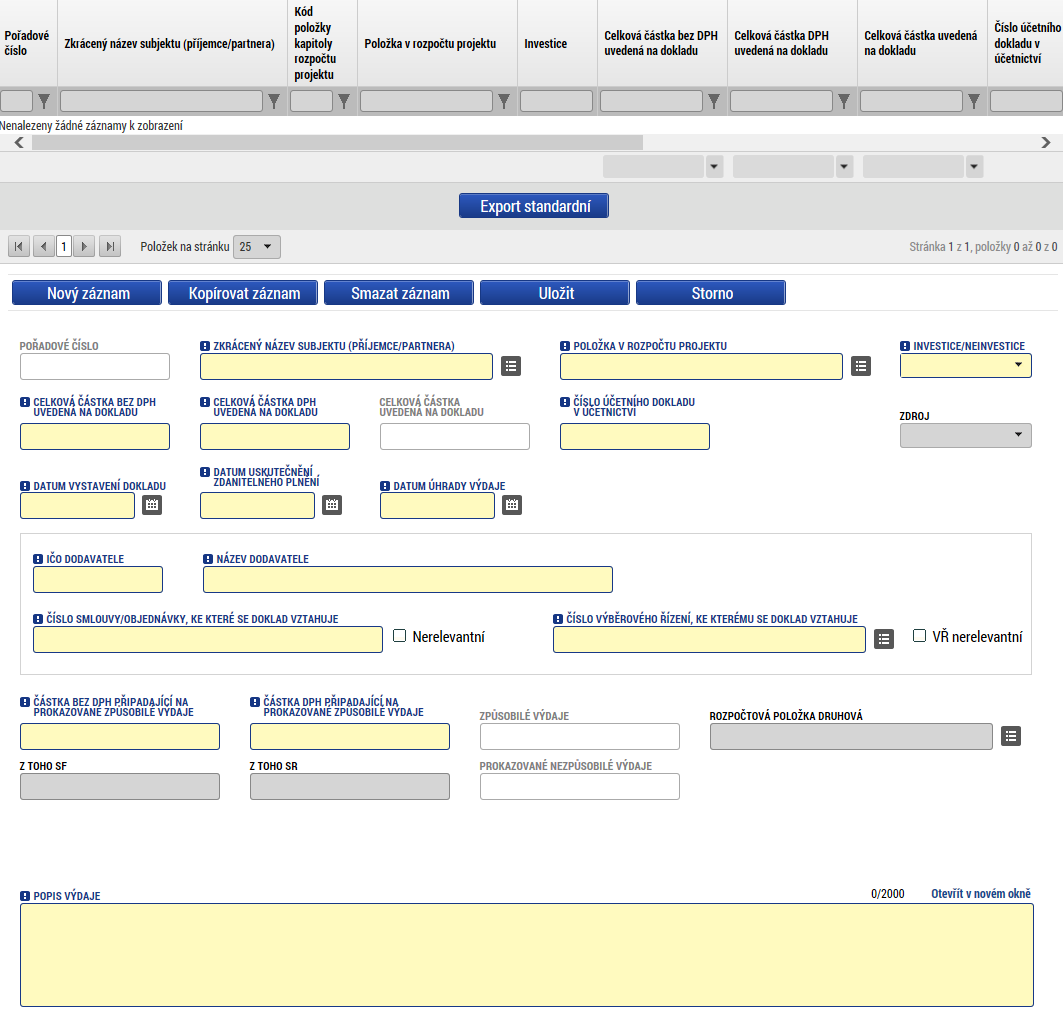 Pořadové číslo
Zkrácený název subjektu (příjemce/partnera)
Kód položky kapitoly rozpočtu projektu
Položka v rozpočtu projektu
Investice
Celková částka bez DPH uvedená na dokladu
Celková částka DPH uvedená na dokladu
Celková částka uvedená na dokladu
Číslo účetního dokladu v účetnictví
Nenalezeny žádné záznamy k zobrazení
Export standardní
1
Položek na stránku 25
Stránka 1 z 1, položky 0 až 0 z 0
Nový záznam
Kopírovat záznam
Smazat záznam
Uložit
Storno
POŘADOVÉ ČÍSLO
ZKRÁCENÝ NÁZEV SUBJEKTU (PŘÍJEMCE/PARTNERA)
POLOŽKA V ROZPOČTU PROJEKTU
INVESTICE/NEINVESTICE
CELKOVÁ ČÁSTKA BEZ DPH
UVEDENÁ NA DOKLADU
CELKOVÁ ČÁSTKA DPH
UVEDENÁ NA DOKLADU
CELKOVÁ ČÁSTKA
UVEDENÁ NA DOKLADU
ČÍSLO ÚČETNÍHO DOKLADU
V ÚČETNICTVÍ
ZDROJ
DATUM VYSTAVENÍ DOKLADU
DATUM USKUTEČNĚNÍ
ZDANITELNÉHO PLNĚNÍ
DATUM ÚHRADY VÝDAJE
IČO DODAVATELE
NÁZEV DODAVATELE
ČÍSLO SMLOUVY/OBJEDNÁVKY, KE KTERÉ SE DOKLAD VZTAHUJE
Nerelevantní
ČÍSLO VÝBĚROVÉHO ŘÍZENÍ, KE KTERÉMU SE DOKLAD VZTAHUJE
VŘ nerelevantní
ČÁSTKA BEZ DPH PŘIPADAJÍCÍ NA
PROKAZOVANÉ ZPŮSOBILÉ VÝDAJE
ČÁSTKA DPH PŘIPADAJÍCÍ NA
PROKAZOVANÉ ZPŮSOBILÉ VÝDAJE
ZPŮSOBILÉ VÝDAJE
ROZPOČTOVÁ POLOŽKA DRUHOVÁ
Z TOHO SF
Z TOHO SR
PROKAZOVANÉ NEZPŮSOBILÉ VÝDAJE
POPIS VÝDAJE
0/2000
Otevřít v novém okně